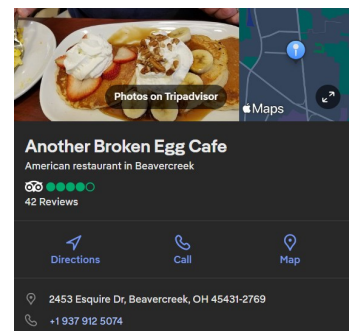 Photos on Tripadvisor
Maps
Another Broken Egg Cafe
American restaurant in Beavercreek
42 Reviews
Directions
Call
Map
2453 Esquire Dr, Beavercreek, OH 45431-2769
+1 937 912 5074